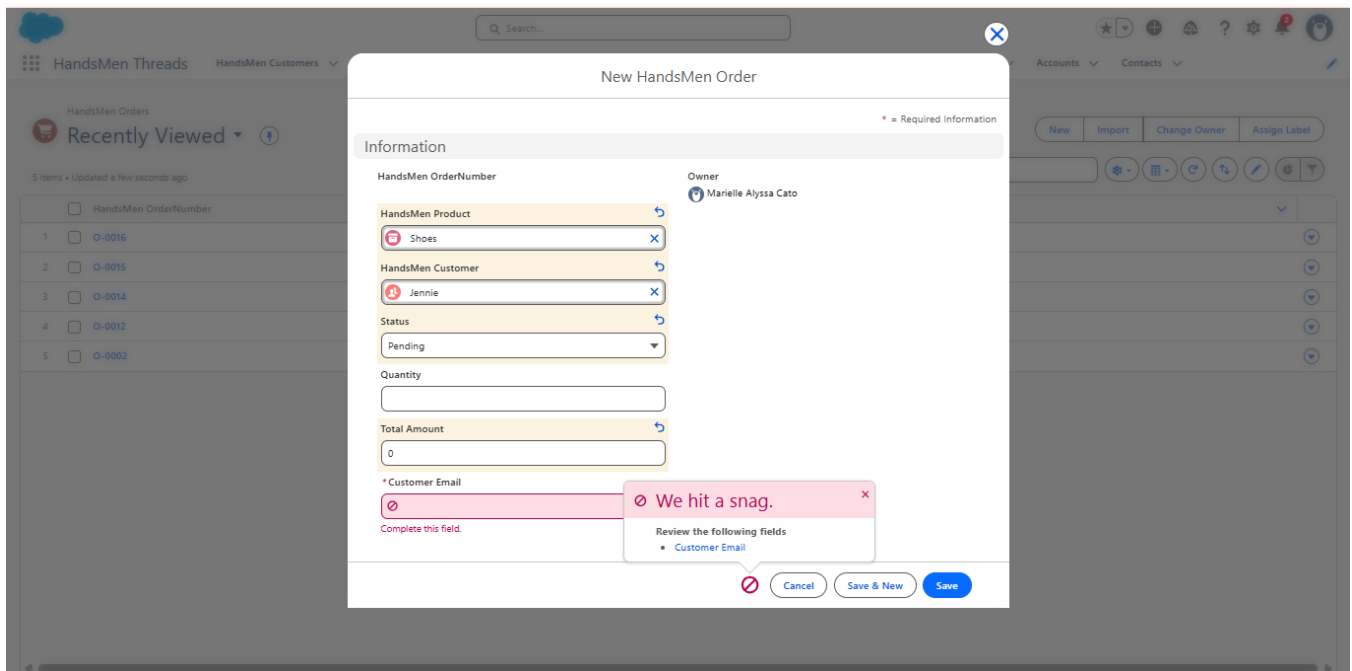 Search...
2
HandsMen Threads HandsMen Customers Accounts Contacts
New HandsMen Order
* = Required Information
HandsMen Orders
Recently Viewed
New Import Change Owner Assign Label
5 items • Updated a few seconds ago
HandsMen OrderNumber
1 O-0016
2 O-0015
3 O-0014
4 O-0012
5 O-0002
Information
HandsMen OrderNumber
Owner
Marielle Alyssa Cato
HandsMen Product
Shoes
HandsMen Customer
Jennie
Status
Pending
Quantity
Total Amount
0
*Customer Email
Complete this field.
We hit a snag.
Review the following fields
• Customer Email
Cancel Save & New Save